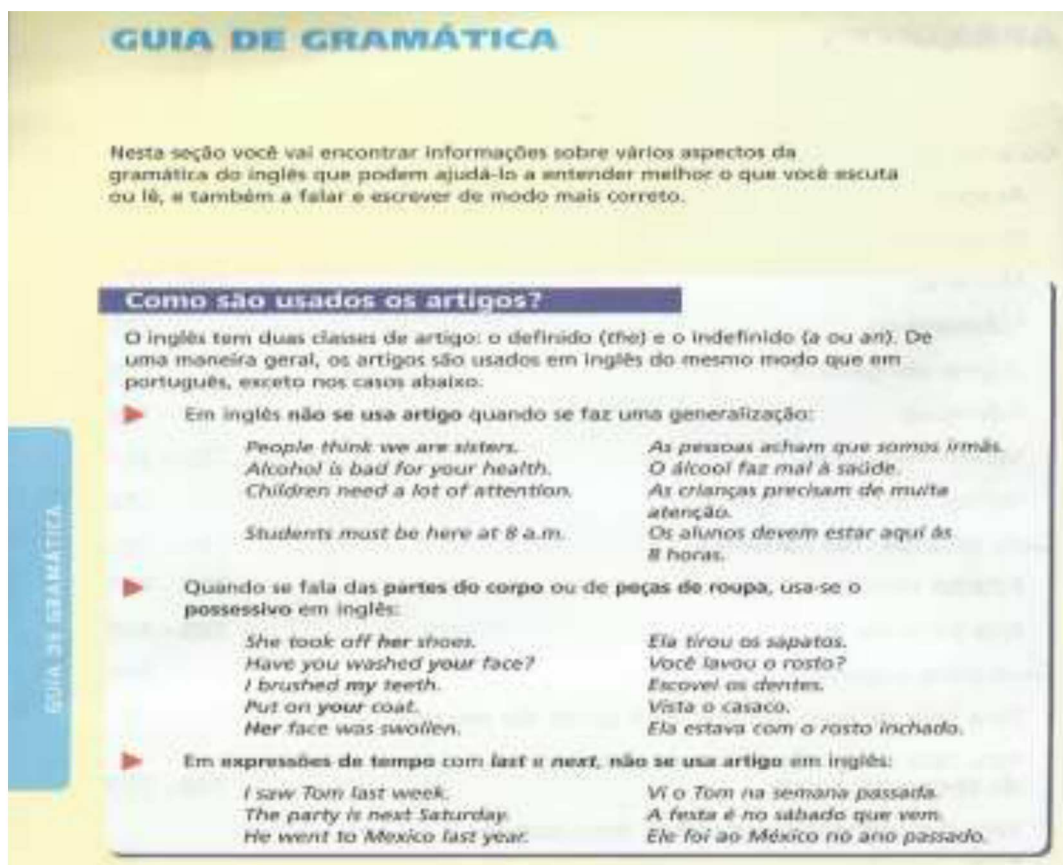 GUIA DE GRAMÁTICA
Nesta seção você vai encontrar informações sobre vários aspectos da
gramática do inglês que podem ajudá-lo a entender melhor o que você escuta
ou lê, e também a falar e escrever de modo mais correto.
Como são usados os artigos?
O inglês tem duas classes de artigo: o definido (the) e o indefinido (a ou an). De
uma maneira geral, os artigos são usados em inglês do mesmo modo que em
português, exceto nos casos abaixo.
Em inglês não se usa artigo quando se faz uma generalização:
People think we are sisters. As pessoas acham que somos irmãs.
Alcohol is bad for your health. O álcool faz mal à saúde.
Children need a lot of attention. As crianças precisam de muita
atenção.
Students must be here at 8 a.m. Os alunos devem estar aqui às
8 horas.
Quando se fala das partes do corpo ou de peças de roupa, usa-se o
possessivo em inglês:
She took off her shoes. Ela tirou os sapatos.
Have you washed your face? Você lavou o rosto?
I brushed my teeth. Escovei os dentes.
Put on your coat. Vista o casaco.
Her face was swollen. Ela estava com o rosto inchado.
Em expressões de tempo com last e next, não se usa artigo em inglês:
I saw Tom last week. Vi o Tom na semana passada.
The party is next Saturday. A festa é no sábado que vem.
He went to Mexico last year. Ele foi ao México no ano passado.
GUIA DE GRAMÁTICA